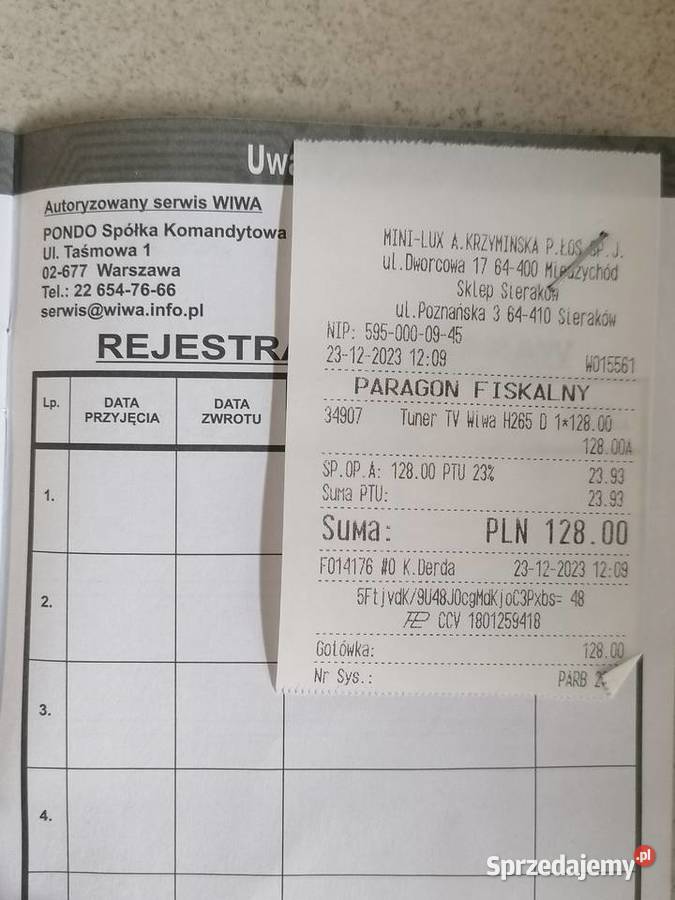 Autoryzowany serwis WIWA
PONDO Spółka Komandytowa
Ul. Taśmowa 1
02-677 Warszawa
Tel.: 22 654-76-66
serwis@wiwa.info.pl
Lp.
DATA PRZYJĘCIA
DATA ZWROTU
1.
2.
3.
4.
MINI-LUX A.KRZYMIŃSKA P.ŁOŚ SP.J.
ul.Dworcowa 17 64-400 Międzychód
Sklep Sieraków
ul.Poznańska 3 64-410 Sieraków
NIP: 595-000-09-45
23-12-2023 12:09 W015561
PARAGON FISKALNY
34907 Tuner TV Wiwa H265 D 1*128.00
128.00A
SP.OP.A: 128.00 PTU 23% 23.93
Suma PTU: 23.93
Suma: PLN 128.00
F014176 #0 K.Derda 23-12-2023 12:09
5FtjvdK/9U48JOcgMdKjoC3Pxbs= 48
CCV 1801259418
Gotówka: 128.00
Nr Sys.: PARB
Sprzedajemy.pl